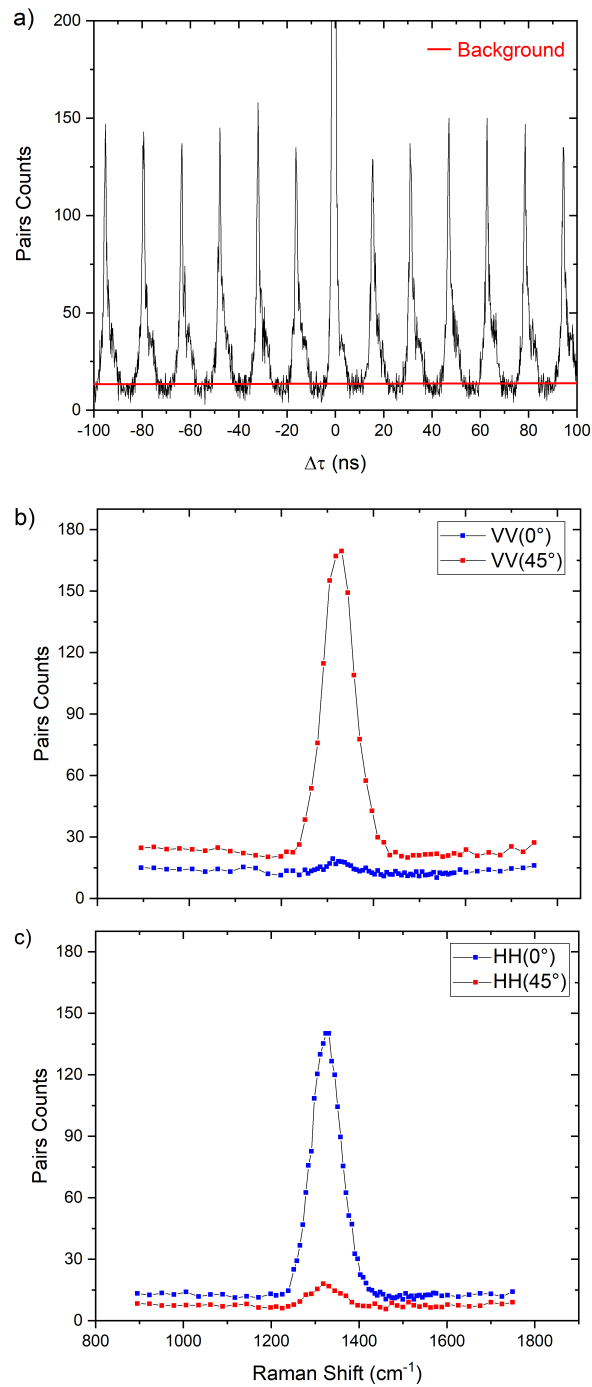 a)
200
150
100
50
0
Pairs Counts
Background
-100 -80 -60 -40 -20 0 20 40 60 80 100
Δτ (ns)
b)
180
150
120
90
60
30
0
Pairs Counts
VV(0°)
VV(45°)
c)
180
150
120
90
60
30
0
Pairs Counts
HH(0°)
HH(45°)
800 1000 1200 1400 1600 1800
Raman Shift (cm⁻¹)